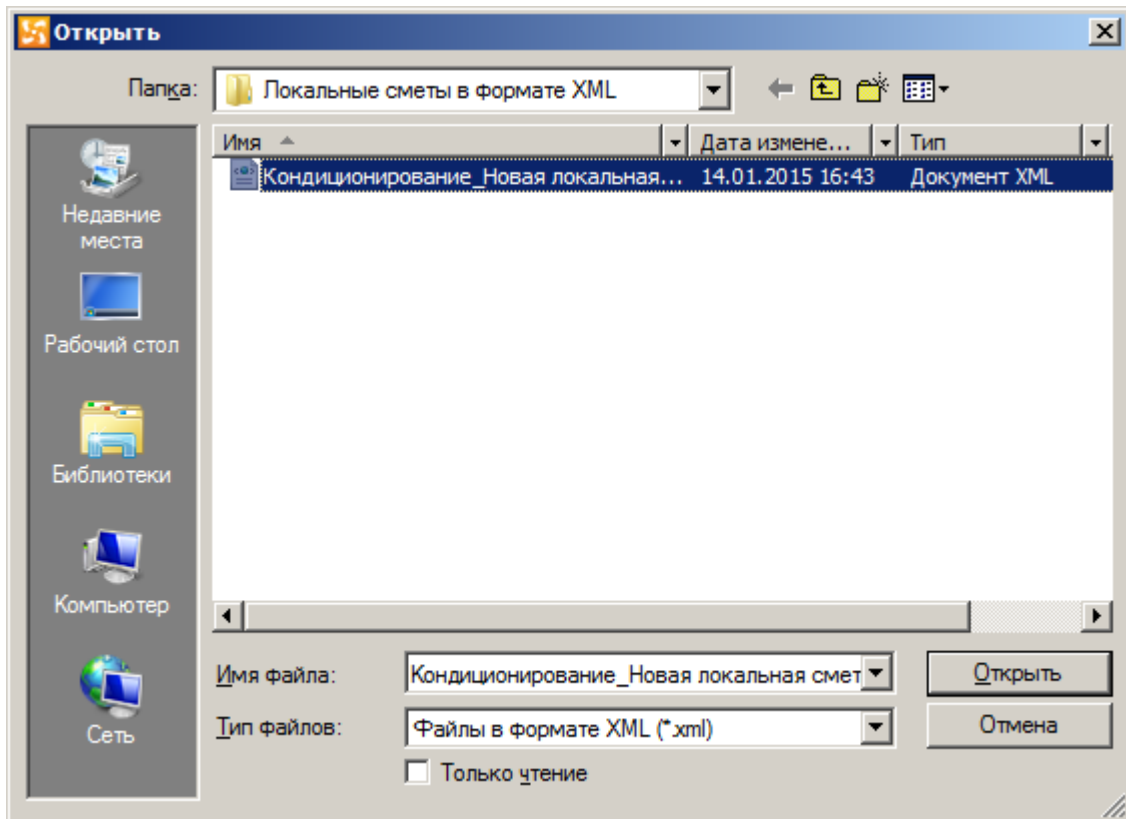 Открыть
Папка: Локальные сметы в формате XML
Имя Дата измене... Тип
Кондиционирование_Новая локальная... 14.01.2015 16:43 Документ XML
Недавние
места
Рабочий стол
Библиотеки
Компьютер
Сеть
Имя файла: Кондиционирование_Новая локальная смет Открыть
Тип файлов: Файлы в формате XML (*.xml) Отмена
Только чтение